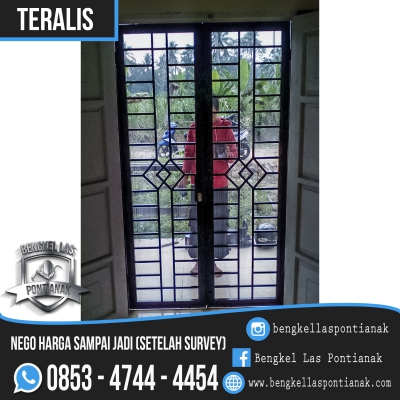 TERALIS
BENGKEL LAS
PONTIANAK
NEGO HARGA SAMPAI JADI (SETELAH SURVEY)
0853 - 4744 - 4454
bengkellaspontianak
Bengkel Las Pontianak
www.bengkellaspontianak.com